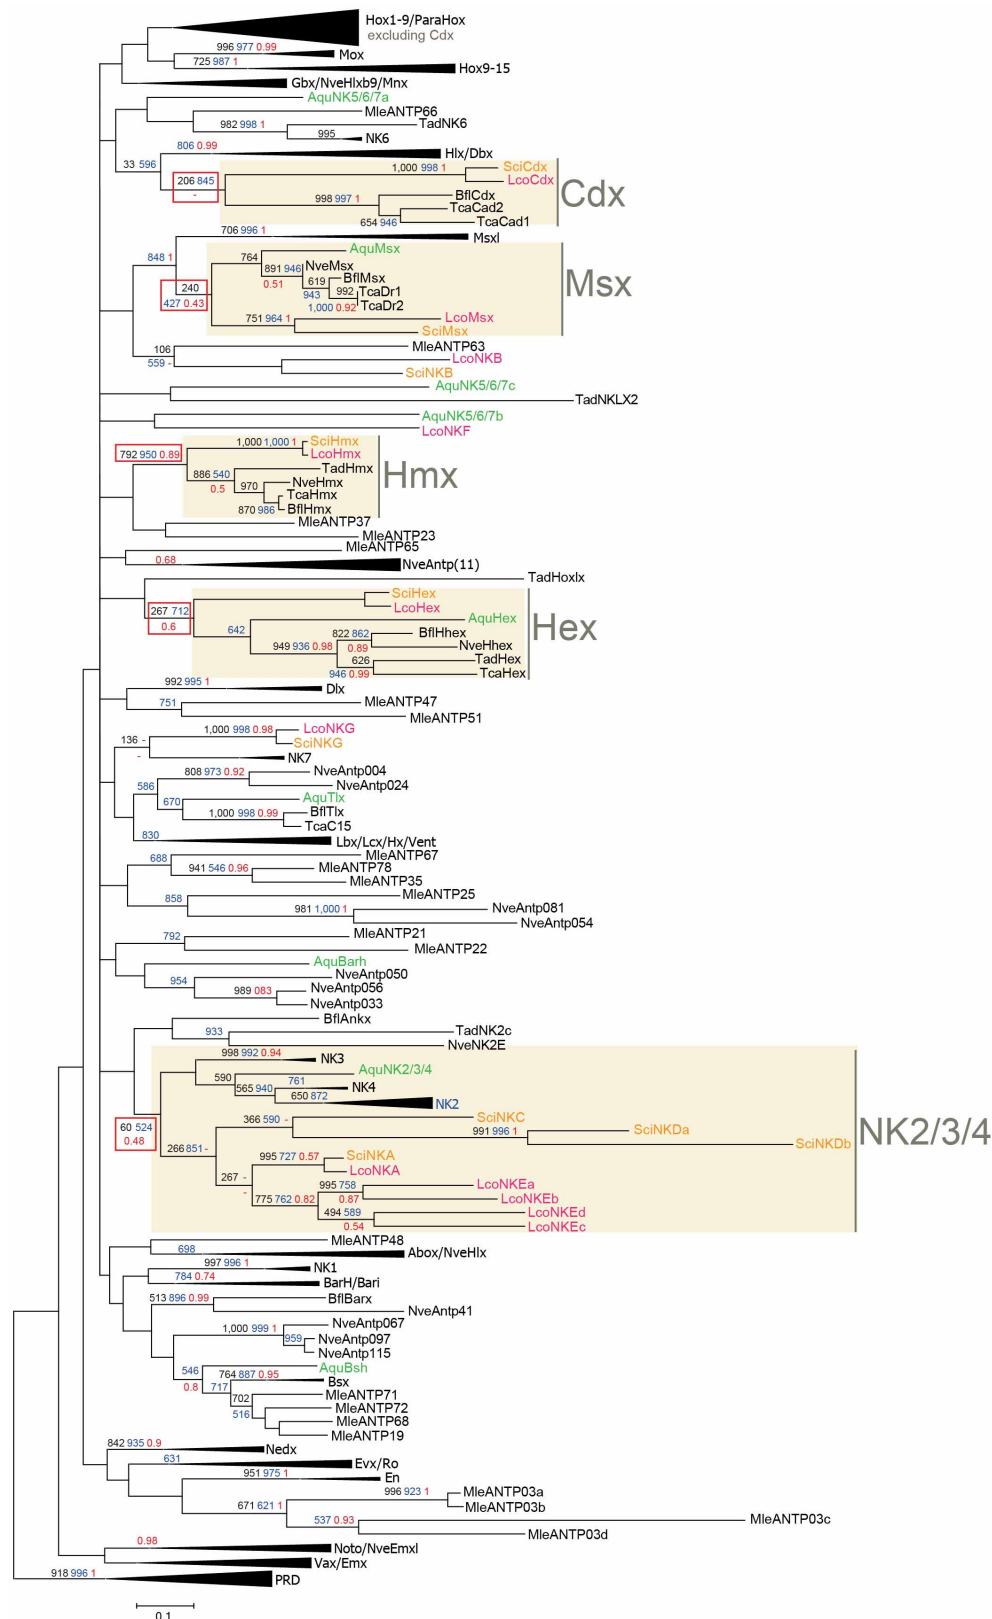 Hox1-9/ParaHox
excluding Cdx
996 977 0.99
Mox
725 987 1
Hox9-15
Gbx/NveHlxb9/Mnx
AquNK5/6/7a
MleANTP66
982 998 1
TadNK6
995
NK6
806 0.99
Hlx/Dbx
33 596
1,000 998 1
SciCdx
LcoCdx
206 845
-
998 997 1
BflCdx
TcaCad2
654 946
TcaCad1
Cdx
706 996 1
Msxl
848 1
764
AquMsx
891 946
NveMsx
0.51
619
BflMsx
992
TcaDr1
943
1,000 0.92
TcaDr2
240
427 0.43
751 964 1
LcoMsx
SciMsx
Msx
106
MleANTP63
559 -
LcoNKB
SciNKB
AquNK5/6/7c
TadNKLX2
AquNK5/6/7b
LcoNKF
1,000 1,000 1
SciHmx
LcoHmx
792 950 0.89
886 540
TadHmx
0.5
970
NveHmx
TcaHmx
870 986
BflHmx
Hmx
MleANTP37
MleANTP23
MleANTP65
0.68
NveAntp(11)
TadHoxlx
SciHex
LcoHex
267 712
0.6
AquHex
642
822 862
BflHhex
949 936 0.98
0.89
NveHhex
626
TadHex
946 0.99
TcaHex
Hex
992 995 1
Dlx
751
MleANTP47
MleANTP51
1,000 998 0.98
LcoNKG
136 -
SciNKG
-
NK7
808 973 0.92
NveAntp004
586
NveAntp024
670
AquTlx
1,000 998 0.99
BflTlx
TcaC15
830
Lbx/Lcx/Hx/Vent
688
MleANTP67
941 546 0.96
MleANTP78
MleANTP35
858
MleANTP25
981 1,000 1
NveAntp081
NveAntp054
792
MleANTP21
MleANTP22
AquBarh
954
NveAntp050
989 083
NveAntp056
NveAntp033
BflAnkx
933
TadNK2c
NveNK2E
998 992 0.94
NK3
590
AquNK2/3/4
565 940
761
NK4
650 872
NK2
60 524
0.48
366 590 -
SciNKC
991 996 1
SciNKDa
SciNKDb
266 851 -
995 727 0.57
SciNKA
LcoNKA
267 -
-
995 758
LcoNKEa
775 762 0.82
0.87
LcoNKEb
494 589
LcoNKEd
0.54
LcoNKEc
NK2/3/4
MleANTP48
698
Abox/NveHlx
997 996 1
NK1
784 0.74
BarH/Bari
513 896 0.99
BflBarx
NveAntp41
1,000 999 1
NveAntp067
959
NveAntp097
NveAntp115
546
AquBsh
0.8
764 887 0.95
Bsx
717
702
MleANTP71
516
MleANTP72
MleANTP68
MleANTP19
842 935 0.9
Nedx
631
Evx/Ro
951 975 1
En
996 923 1
MleANTP03a
671 621 1
MleANTP03b
537 0.93
MleANTP03c
MleANTP03d
0.98
Noto/NveEmxl
Vax/Emx
918 996 1
PRD
0.1